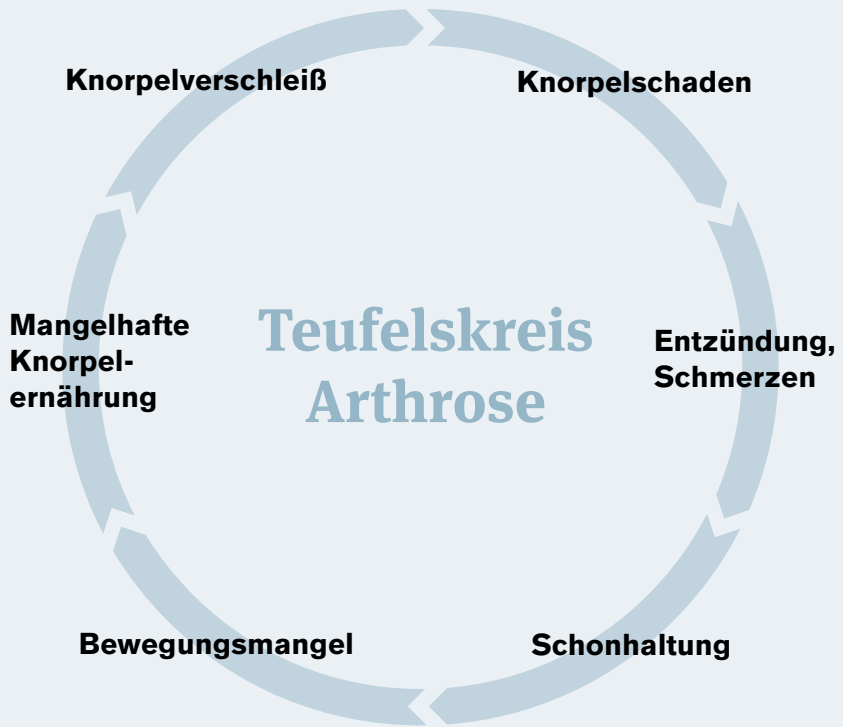 Knorpelverschleiß
Knorpelschaden
Teufelskreis
Arthrose
Entzündung,
Schmerzen
Schonhaltung
Bewegungsmangel
Mangelhafte
Knorpel-
ernährung